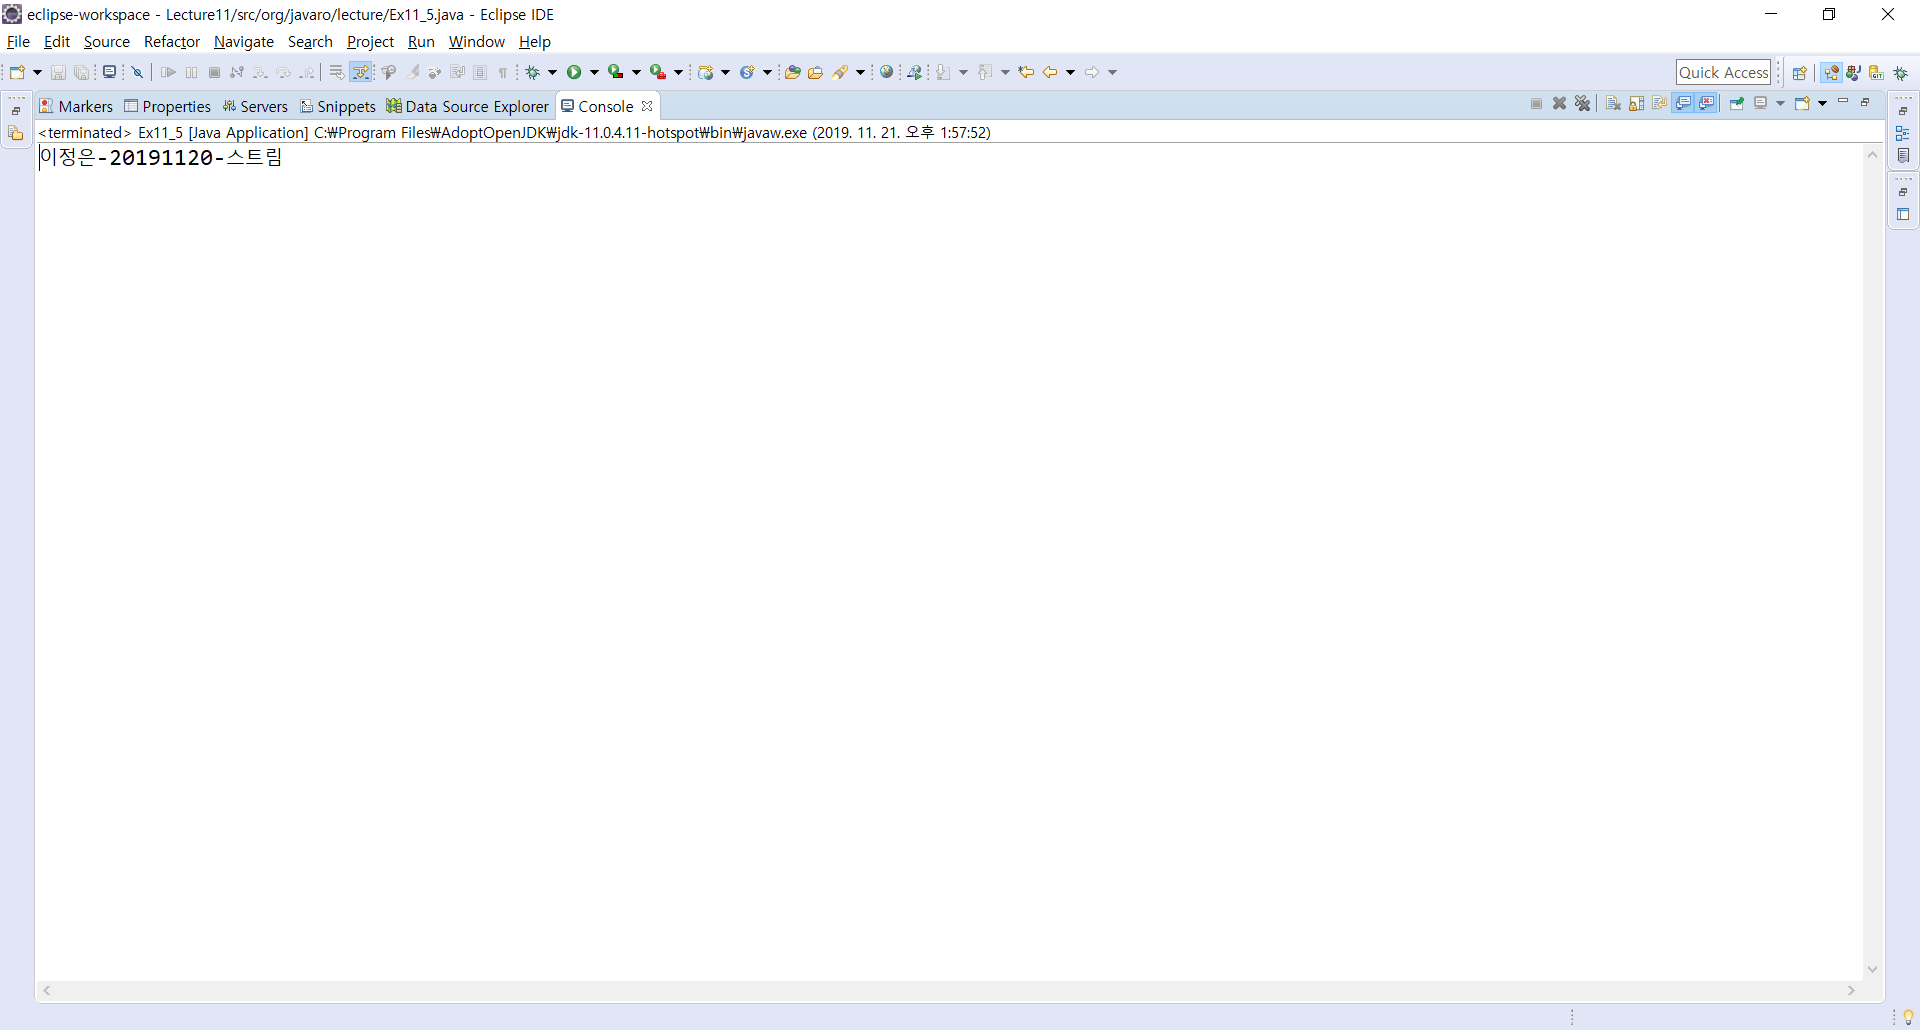 eclipse-workspace - Lecture11/src/org/javaro/lecture/Ex11_5.java - Eclipse IDE
File Edit Source Refactor Navigate Search Project Run Window Help
Quick Access
Markers Properties Servers Snippets Data Source Explorer Console
<terminated> Ex11_5 [Java Application] C:₩Program Files₩AdoptOpenJDK₩jdk-11.0.4.11-hotspot₩bin₩javaw.exe (2019. 11. 21. 오후 1:57:52)
이정은-20191120-스트림